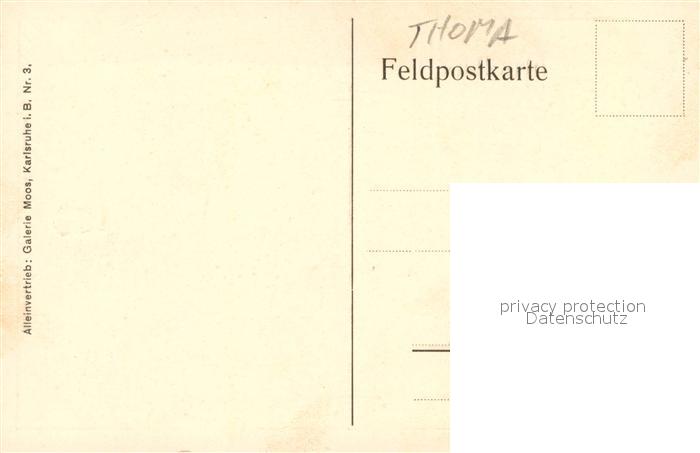 THOMA
Feldpostkarte
Alleinvertrieb: Galerie Moos, Karlsruhe i. B. Nr. 3.
privacy protection
Datenschutz